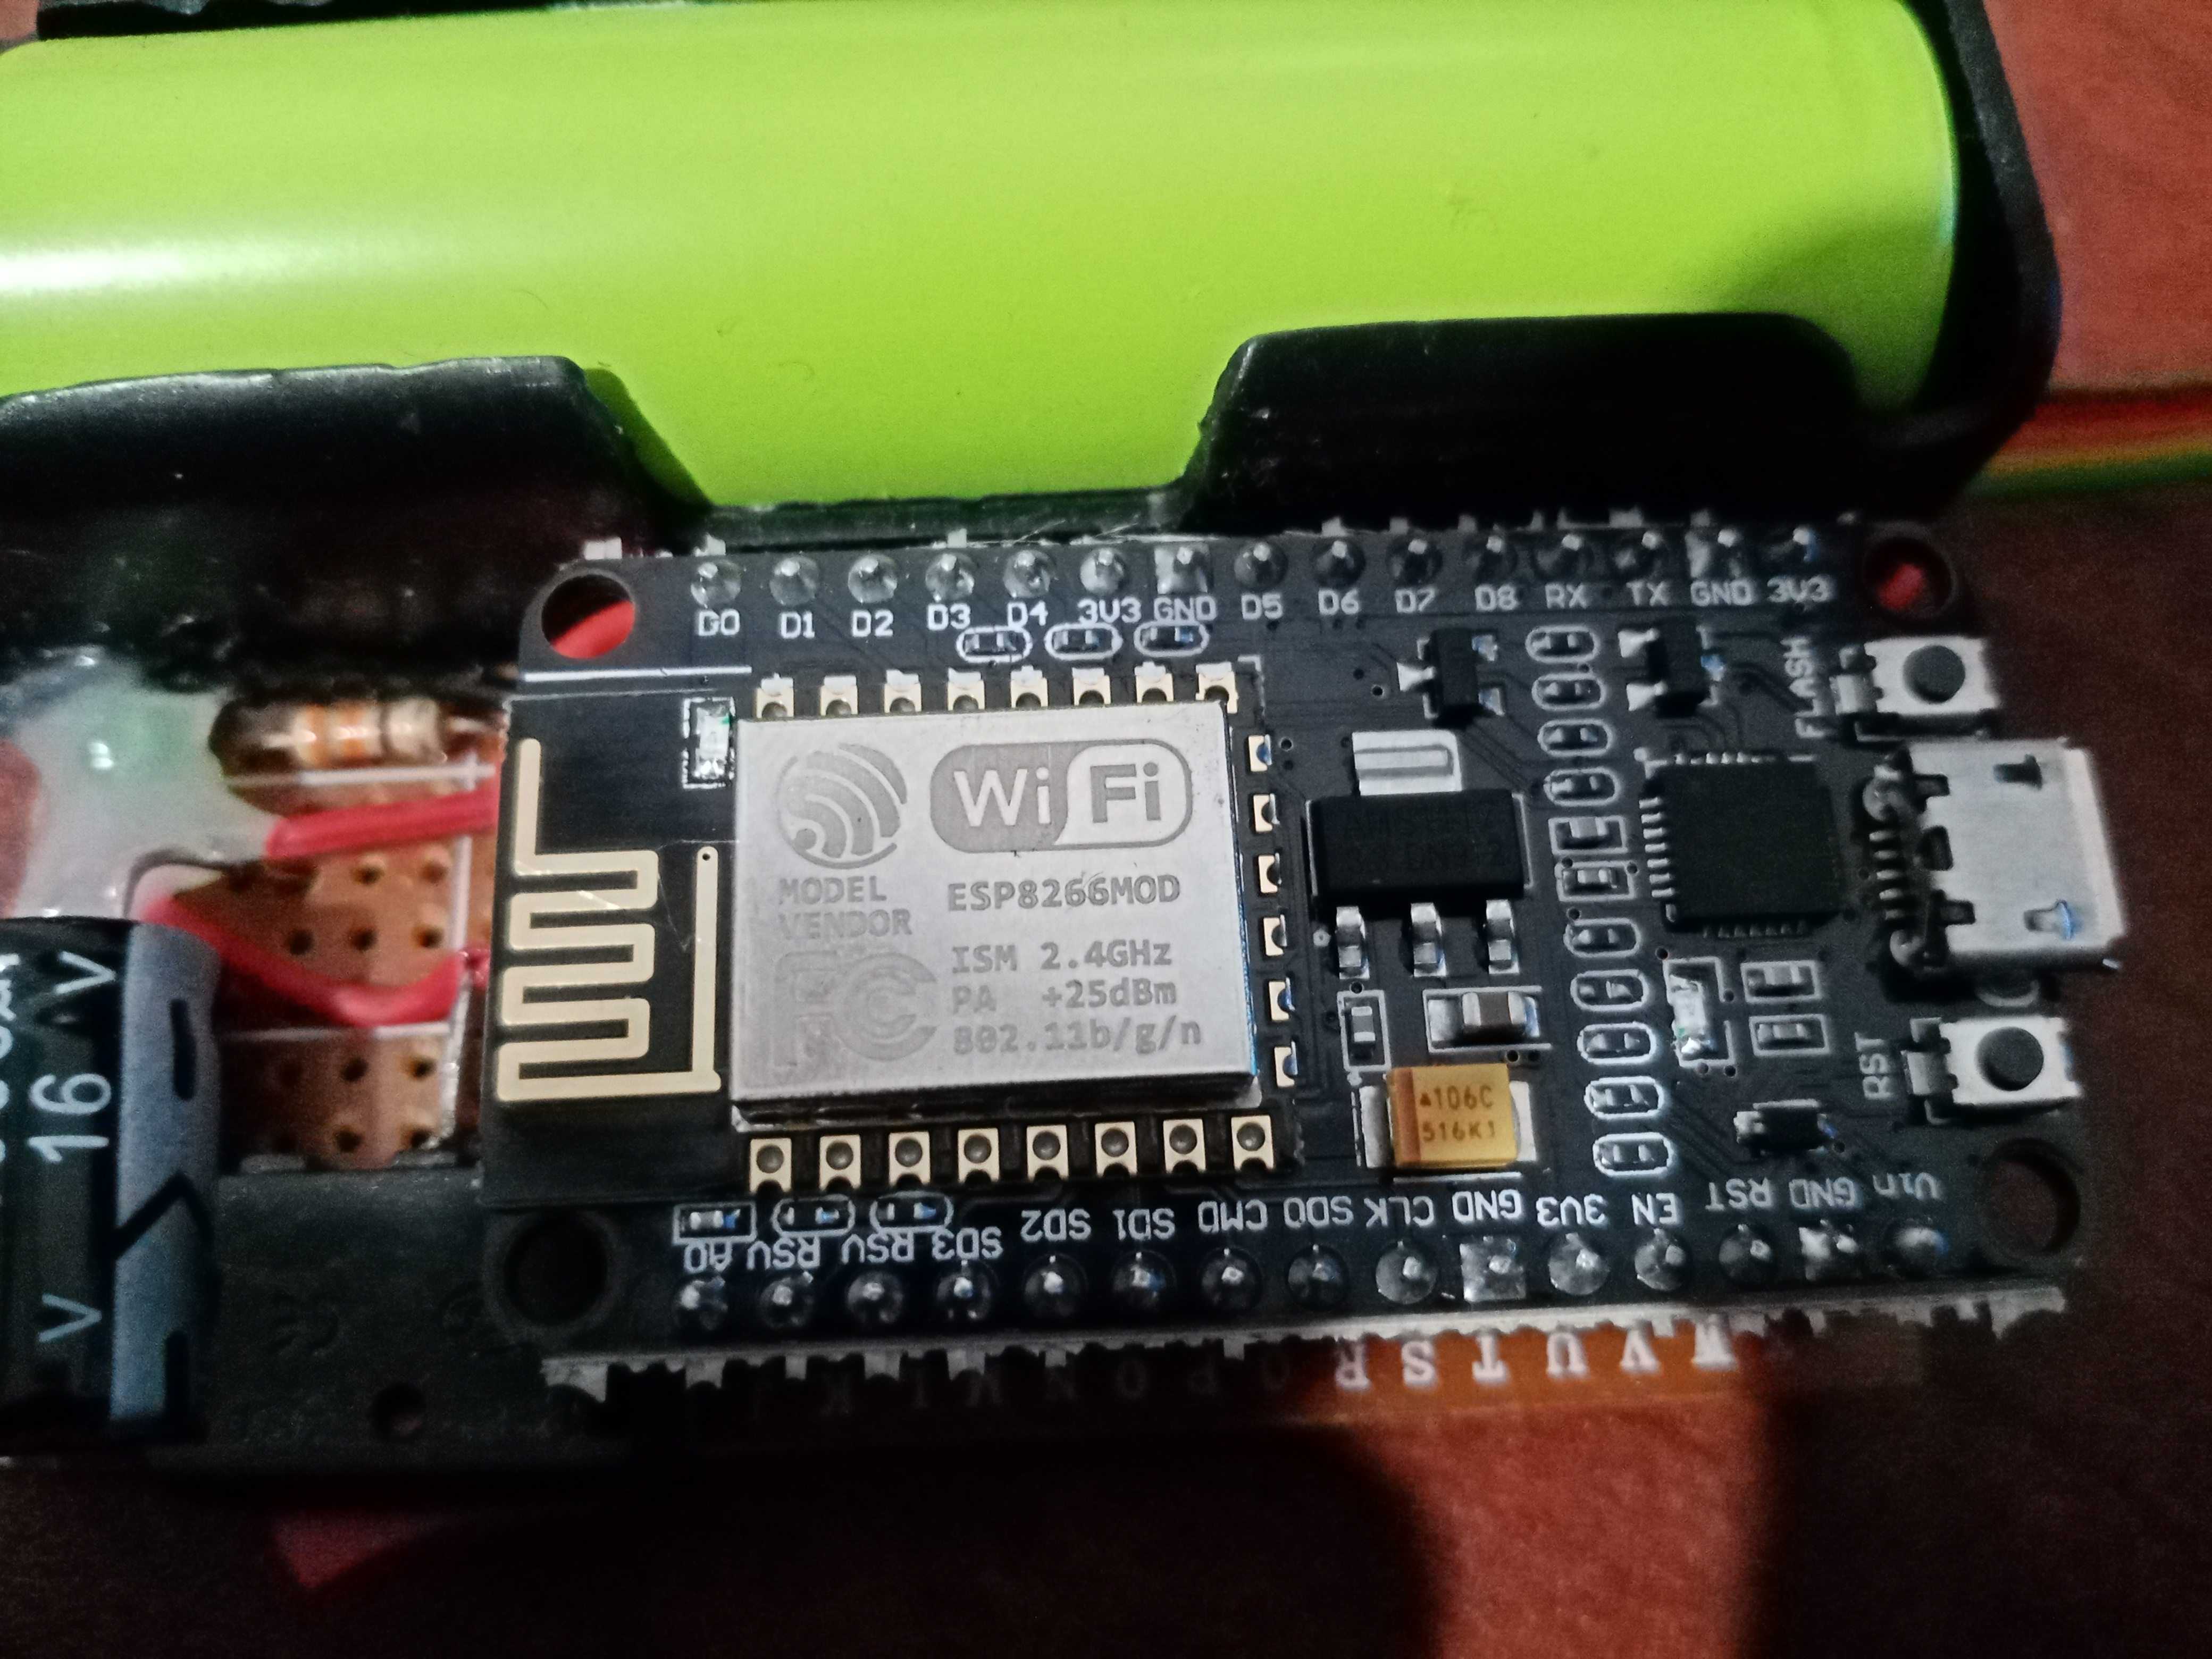 D0 D1 D2 D3 D4 3V3 GND D5 D6 D7 D8 RX TX GND 3V3
FLASH
WiFi
MODEL
VENDOR
ESP8266MOD
FC
ISM 2.4GHz
PA +25dBm
802.11b/g/n
106C
516K1
RST
16 V
V
A0 RSV RSV SD3 SD2 SD1 CMD SD0 CLK GND 3V3 EN RST GND Vin
R S T U V W